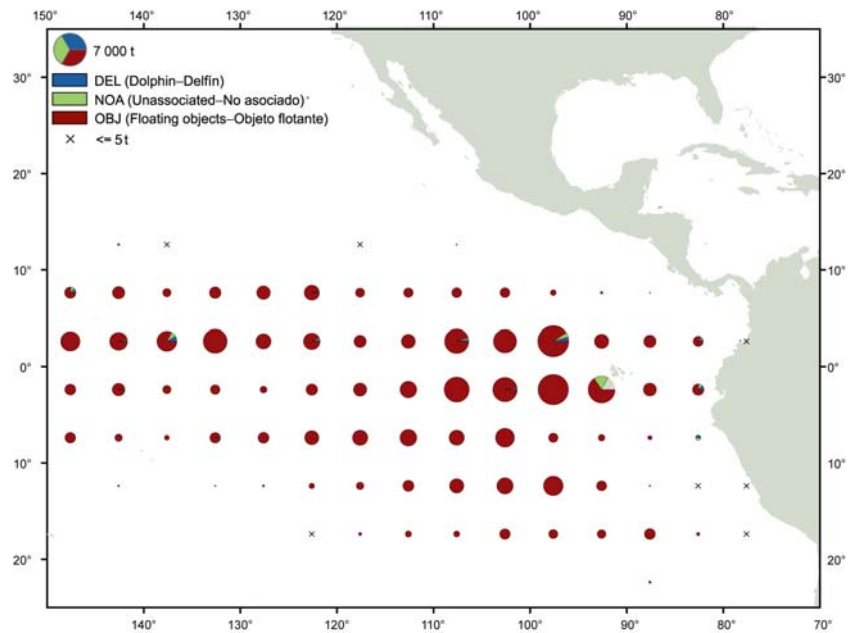 150° 140° 130° 120° 110° 100° 90° 80° 70°
7 000 t
DEL (Dolphin–Delfín)
NOA (Unassociated–No asociado)
OBJ (Floating objects–Objeto flotante)
<= 5 t
30° 30°
20° 20°
10° 10°
0° 0°
10° 10°
20° 20°
140° 130° 120° 110° 100° 90° 80° 70°